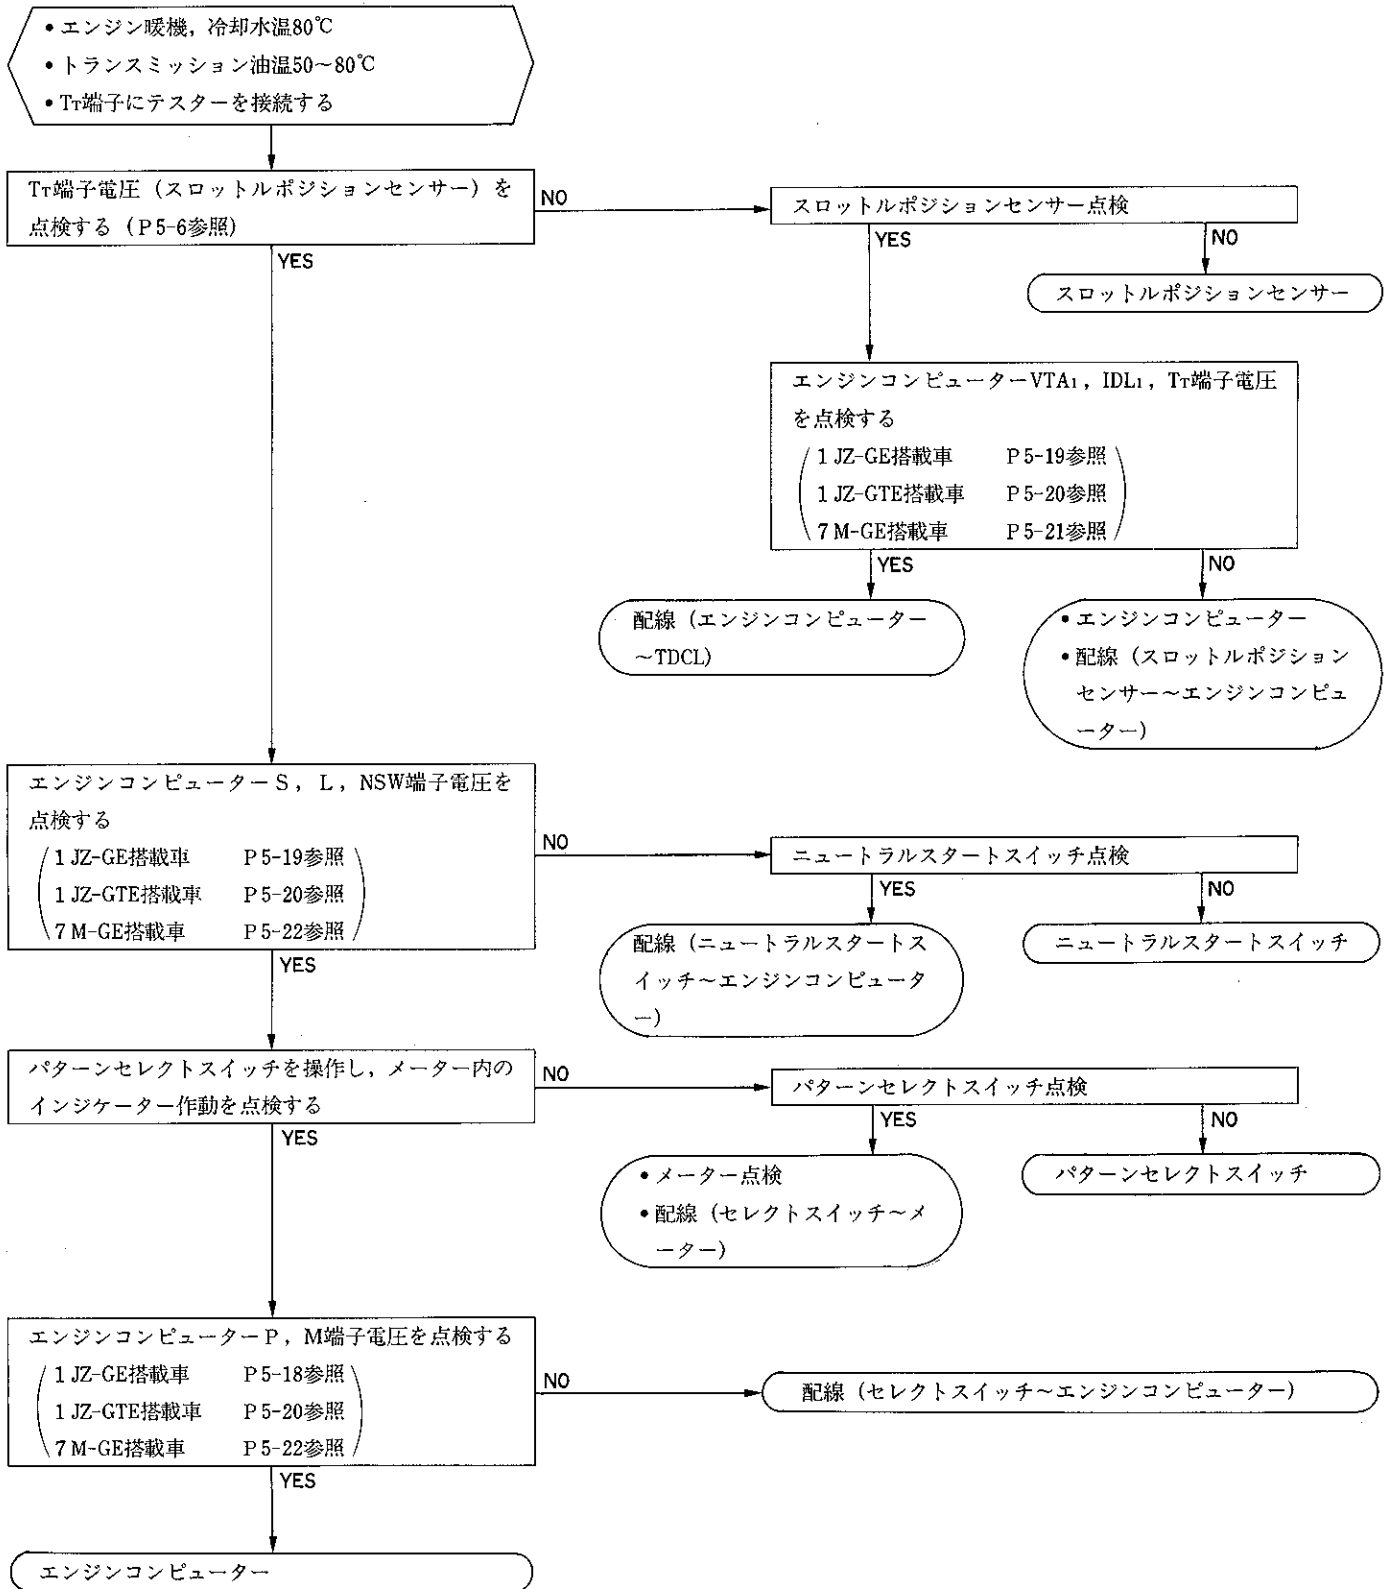 • エンジン暖機，冷却水温80℃
• トランスミッション油温50～80℃
• TT端子にテスターを接続する
TT端子電圧（スロットルポジションセンサー）を
点検する（P5-6参照）
NO
スロットルポジションセンサー点検
YES
YES
NO
スロットルポジションセンサー
エンジンコンピューターVTA1，IDL1，TT端子電圧
を点検する
1JZ-GE搭載車 P5-19参照
1JZ-GTE搭載車 P5-20参照
7M-GE搭載車 P5-21参照
YES
NO
配線（エンジンコンピューター
～TDCL）
• エンジンコンピューター
• 配線（スロットルポジション
センサー～エンジンコンピュ
ーター）
エンジンコンピューターS，L，NSW端子電圧を
点検する
1JZ-GE搭載車 P5-19参照
1JZ-GTE搭載車 P5-20参照
7M-GE搭載車 P5-22参照
NO
ニュートラルスタートスイッチ点検
YES
YES
NO
配線（ニュートラルスタートス
イッチ～エンジンコンピュータ
ー）
ニュートラルスタートスイッチ
パターンセレクトスイッチを操作し，メーター内の
インジケーター作動を点検する
NO
パターンセレクトスイッチ点検
YES
YES
NO
• メーター点検
• 配線（セレクトスイッチ～メ
ーター）
パターンセレクトスイッチ
エンジンコンピューターP，M端子電圧を点検する
1JZ-GE搭載車 P5-18参照
1JZ-GTE搭載車 P5-20参照
7M-GE搭載車 P5-22参照
NO
配線（セレクトスイッチ～エンジンコンピューター）
YES
エンジンコンピューター